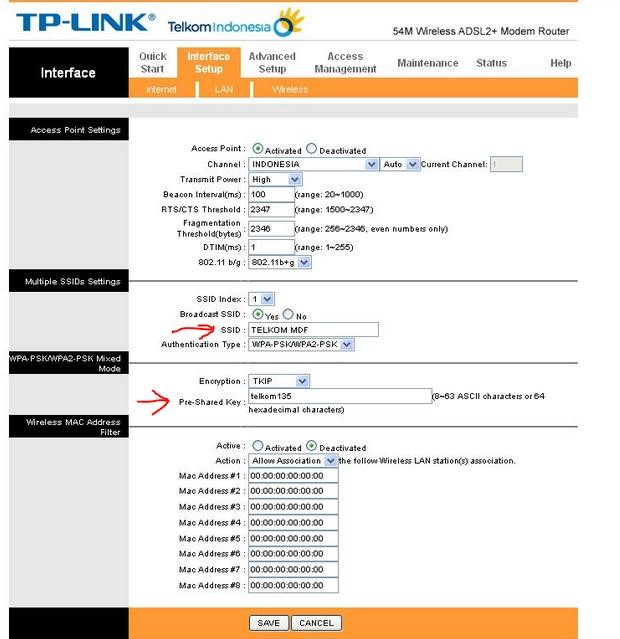 TP-LINK® Telkom Indonesia
54M Wireless ADSL2+ Modem Router
Interface
Quick Start
Interface Setup
Advanced Setup
Access Management
Maintenance
Status
Help
Internet LAN Wireless
Access Point Settings
Access Point : Activated Deactivated
Channel : INDONESIA Auto Current Channel: 1
Transmit Power : High
Beacon Interval(ms) : 100 (range: 20~1000)
RTS/CTS Threshold : 2347 (range: 1500~2347)
Fragmentation Threshold(bytes) : 2346 (range: 256~2346, even numbers only)
DTIM(ms) : 1 (range: 1~255)
802.11 b/g : 802.11b+g
Multiple SSIDs Settings
SSID Index : 1
Broadcast SSID : Yes No
SSID : TELKOM MDF
Authentication Type : WPA-PSK/WPA2-PSK
WPA-PSK/WPA2-PSK Mixed Mode
Encryption : TKIP
Pre-Shared Key : telkom135 (8~63 ASCII characters or 64
hexadecimal characters)
Wireless MAC Address Filter
Active : Activated Deactivated
Action : Allow Association the follow Wireless LAN station(s) association.
Mac Address #1 : 00:00:00:00:00:00
Mac Address #2 : 00:00:00:00:00:00
Mac Address #3 : 00:00:00:00:00:00
Mac Address #4 : 00:00:00:00:00:00
Mac Address #5 : 00:00:00:00:00:00
Mac Address #6 : 00:00:00:00:00:00
Mac Address #7 : 00:00:00:00:00:00
Mac Address #8 : 00:00:00:00:00:00
SAVE CANCEL